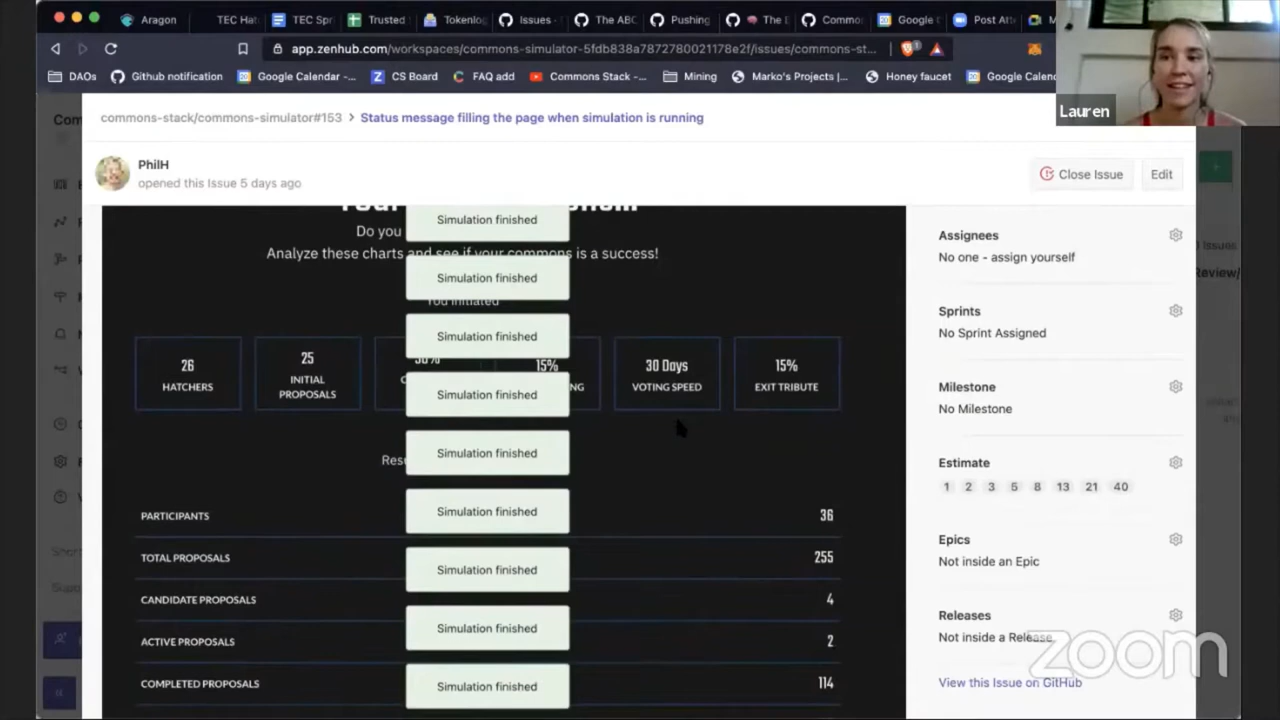 Aragon
TEC Hat
TEC Spr
Trusted
Tokenlog
Issues -
The ABC
Pushing
The E
Commo
Google
Post Att
M
app.zenhub.com/workspaces/commons-simulator-5fdb838a7872780021178e2f/issues/commons-st...
DAOs
Github notification
Google Calendar -...
CS Board
FAQ add
Commons Stack -...
Mining
Marko's Projects |...
Honey faucet
Google Calen
Lauren
Com
commons-stack/commons-simulator#153 > Status message filling the page when simulation is running
PhilH
opened this Issue 5 days ago
Close Issue
Edit
Simulation finished
Do you
Analyze these charts and see if your commons is a success!
Simulation finished
You initiated
Simulation finished
26
HATCHERS
25
INITIAL
PROPOSALS
15%
NG
30 Days
VOTING SPEED
15%
EXIT TRIBUTE
Simulation finished
Simulation finished
Resu
Simulation finished
PARTICIPANTS 36
TOTAL PROPOSALS 255
Simulation finished
CANDIDATE PROPOSALS 4
Simulation finished
ACTIVE PROPOSALS 2
Simulation finished
COMPLETED PROPOSALS 114
Assignees
No one - assign yourself
Sprints
No Sprint Assigned
Milestone
No Milestone
Estimate
1 2 3 5 8 13 21 40
Epics
Not inside an Epic
Releases
Not inside a Release
View this Issue on GitHub
Issues
Review/
zoom